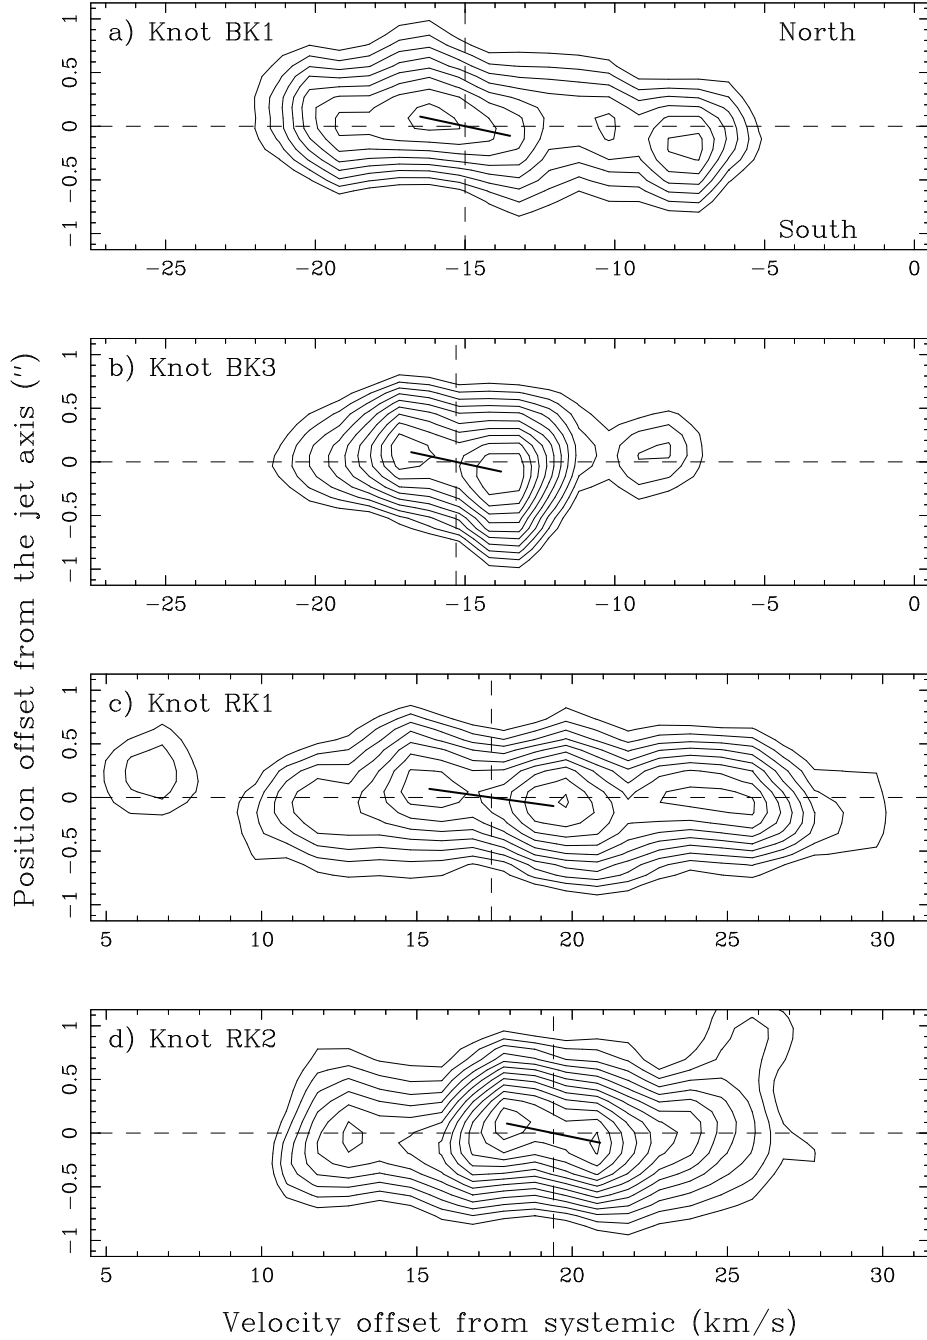 a) Knot BK1
North
South
1
0.5
0
−0.5
−1
−25 −20 −15 −10 −5 0
b) Knot BK3
1
0.5
0
−0.5
−1
−25 −20 −15 −10 −5 0
Position offset from the jet axis (")
c) Knot RK1
1
0.5
0
−0.5
−1
5 10 15 20 25 30
d) Knot RK2
1
0.5
0
−0.5
−1
5 10 15 20 25 30
Velocity offset from systemic (km/s)